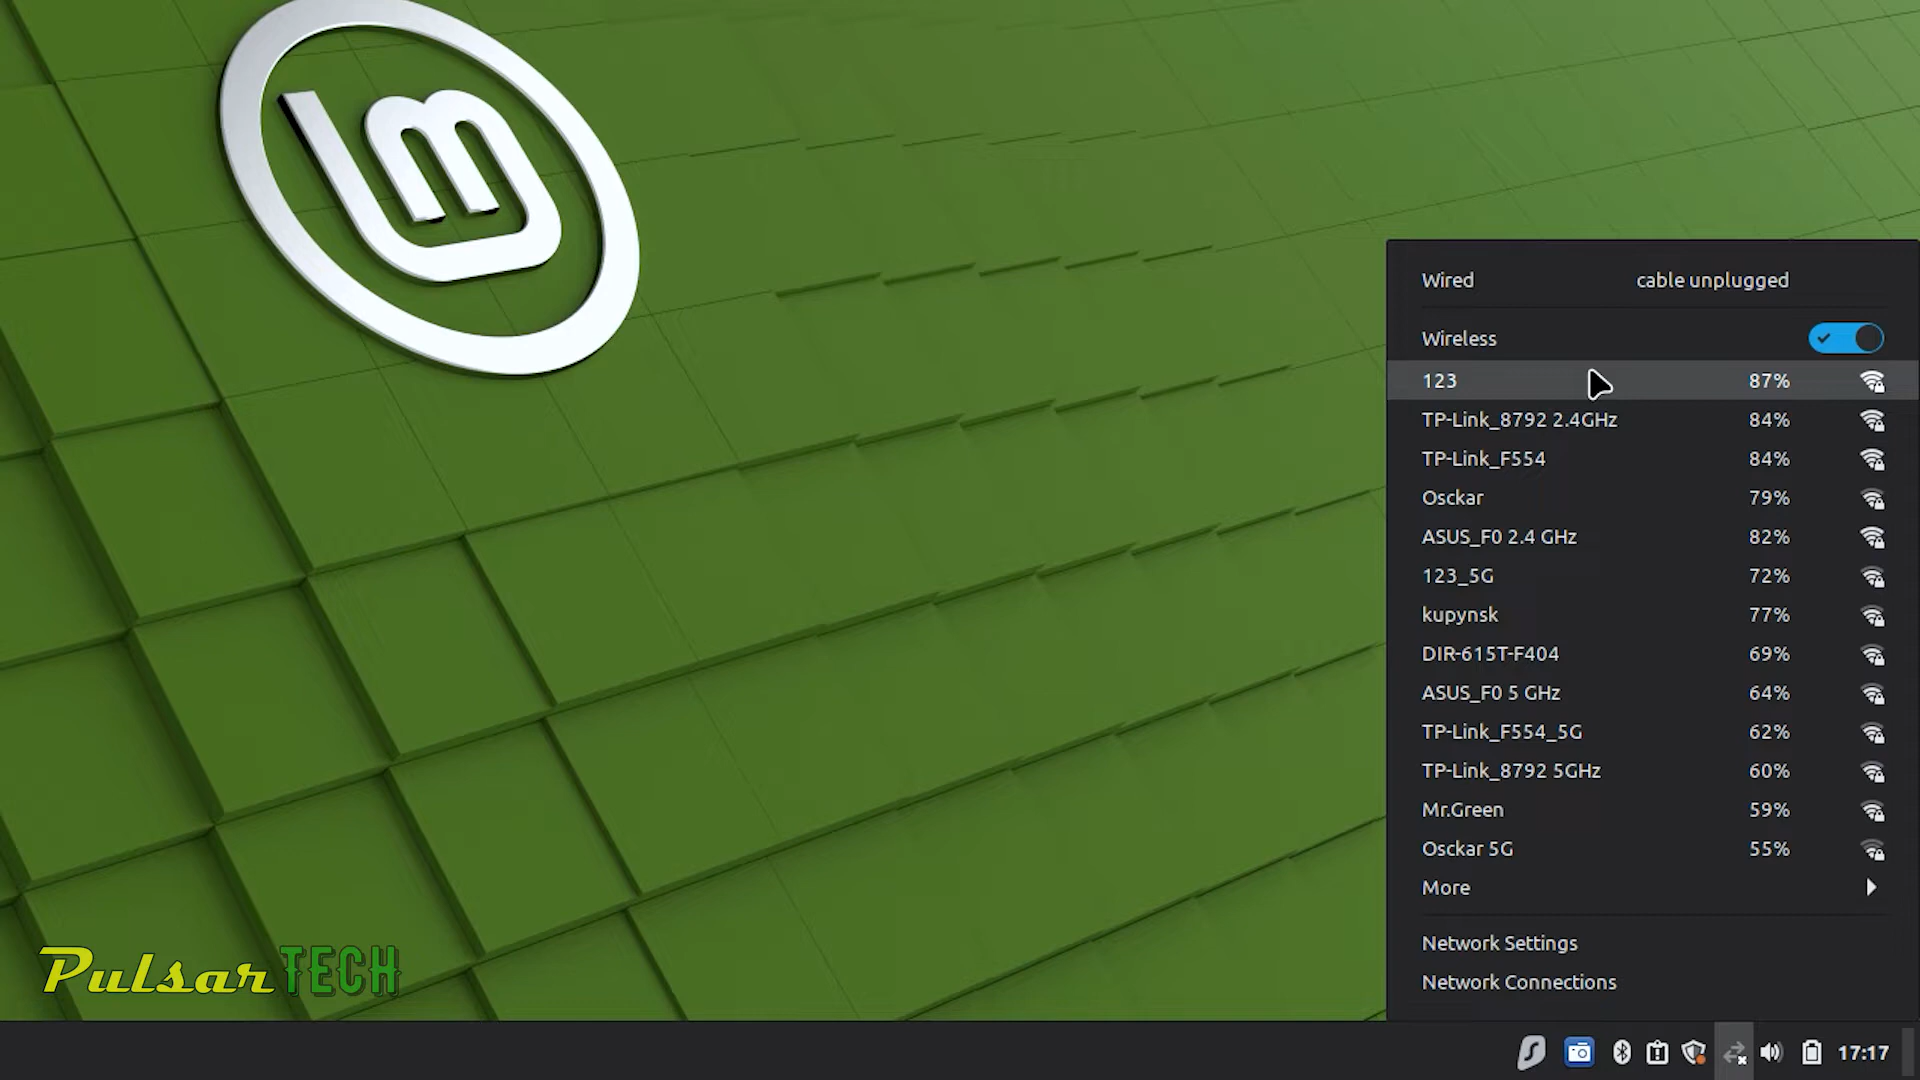 Wired cable unplugged
Wireless
123 87%
TP-Link_8792 2.4GHz 84%
TP-Link_F554 84%
Osckar 79%
ASUS_F0 2.4 GHz 82%
123_5G 72%
kupynsk 77%
DIR-615T-F404 69%
ASUS_F0 5 GHz 64%
TP-Link_F554_5G 62%
TP-Link_8792 5GHz 60%
Mr.Green 59%
Osckar 5G 55%
More
Network Settings
Network Connections
Pulsar TECH
17:17